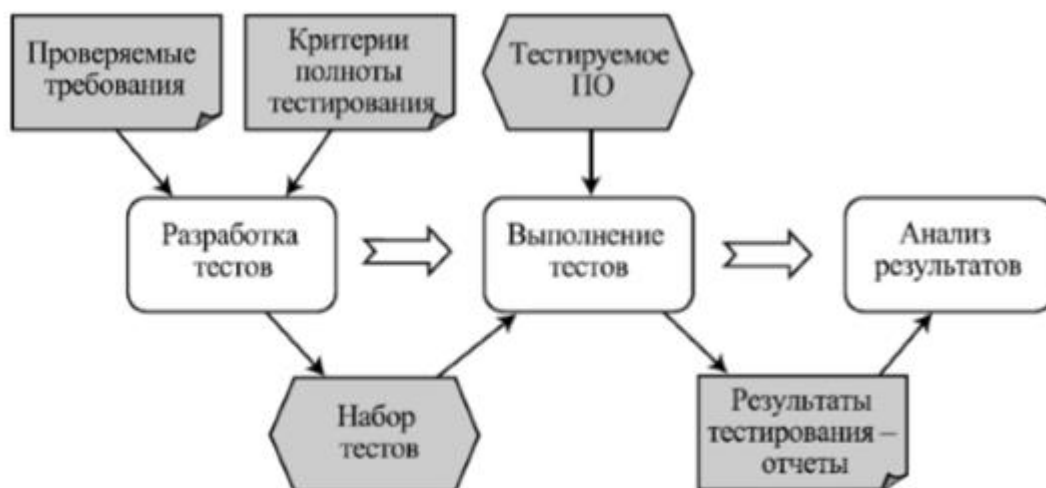 Проверяемые
требования
Критерии
полноты
тестирования
Тестируемое
ПО
Разработка
тестов
Выполнение
тестов
Анализ
результатов
Набор
тестов
Результаты
тестирования –
отчеты